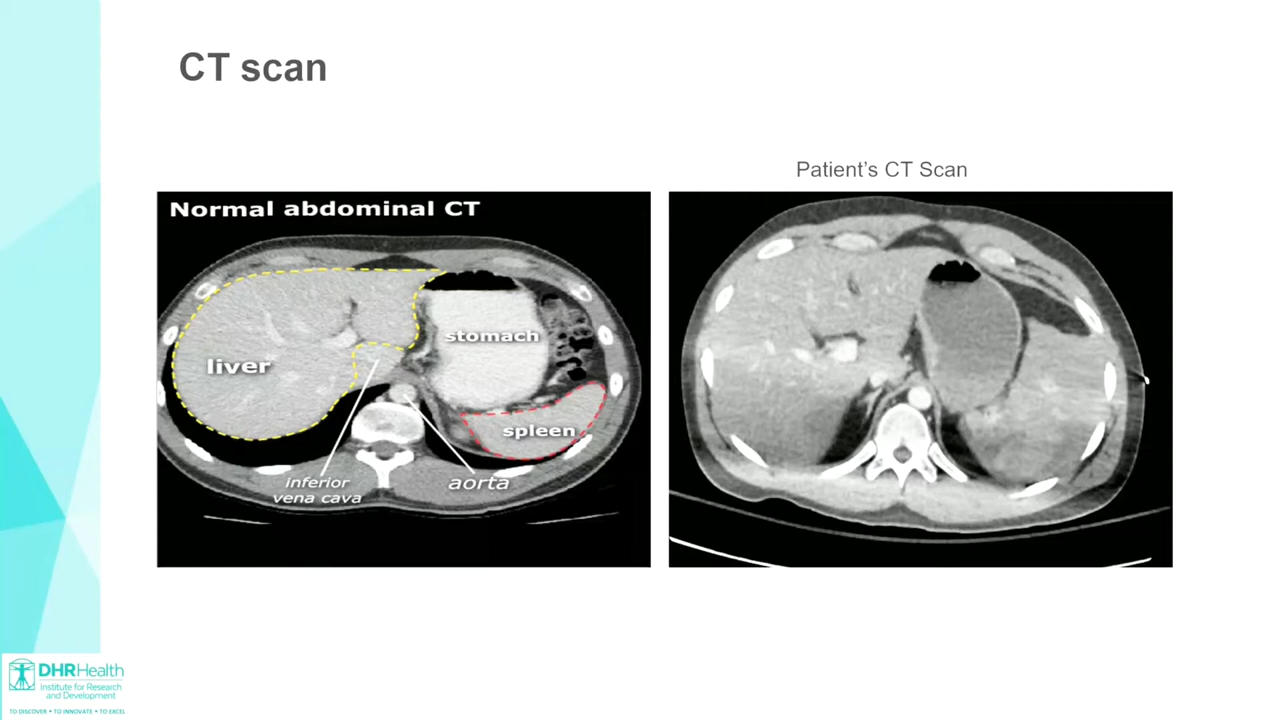 CT scan
Patient's CT Scan
Normal abdominal CT
liver
stomach
spleen
inferior
vena cava
aorta
DHRHealth
Institute for Research
and Development
TO DISCOVER • TO INNOVATE • TO EXCEL